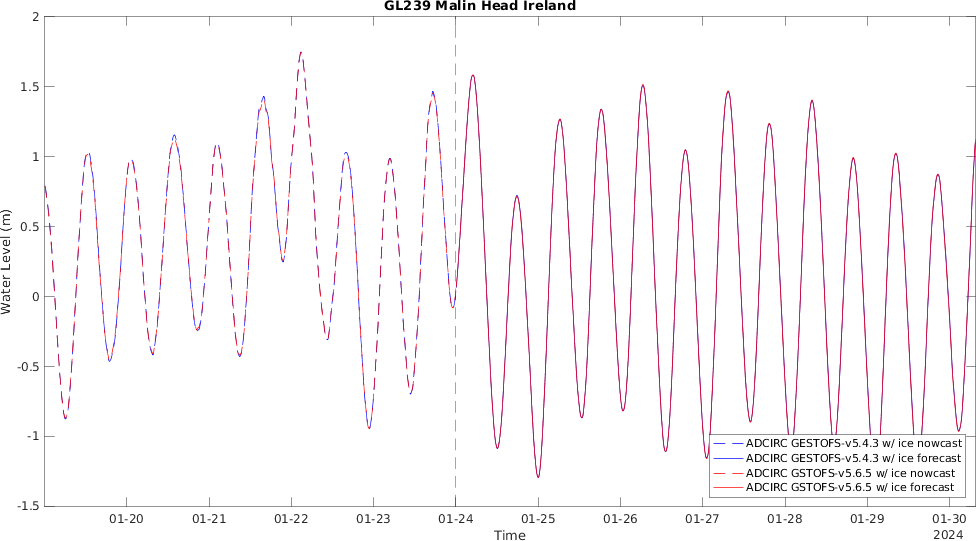 GL239 Malin Head Ireland
2
1.5
1
0.5
0
-0.5
-1
-1.5
Water Level (m)
ADCIRC GESTOFS-v5.4.3 w/ ice nowcast
ADCIRC GESTOFS-v5.4.3 w/ ice forecast
ADCIRC GSTOFS-v5.6.5 w/ ice nowcast
ADCIRC GSTOFS-v5.6.5 w/ ice forecast
01-20 01-21 01-22 01-23 01-24 01-25 01-26 01-27 01-28 01-29 01-30
Time 2024